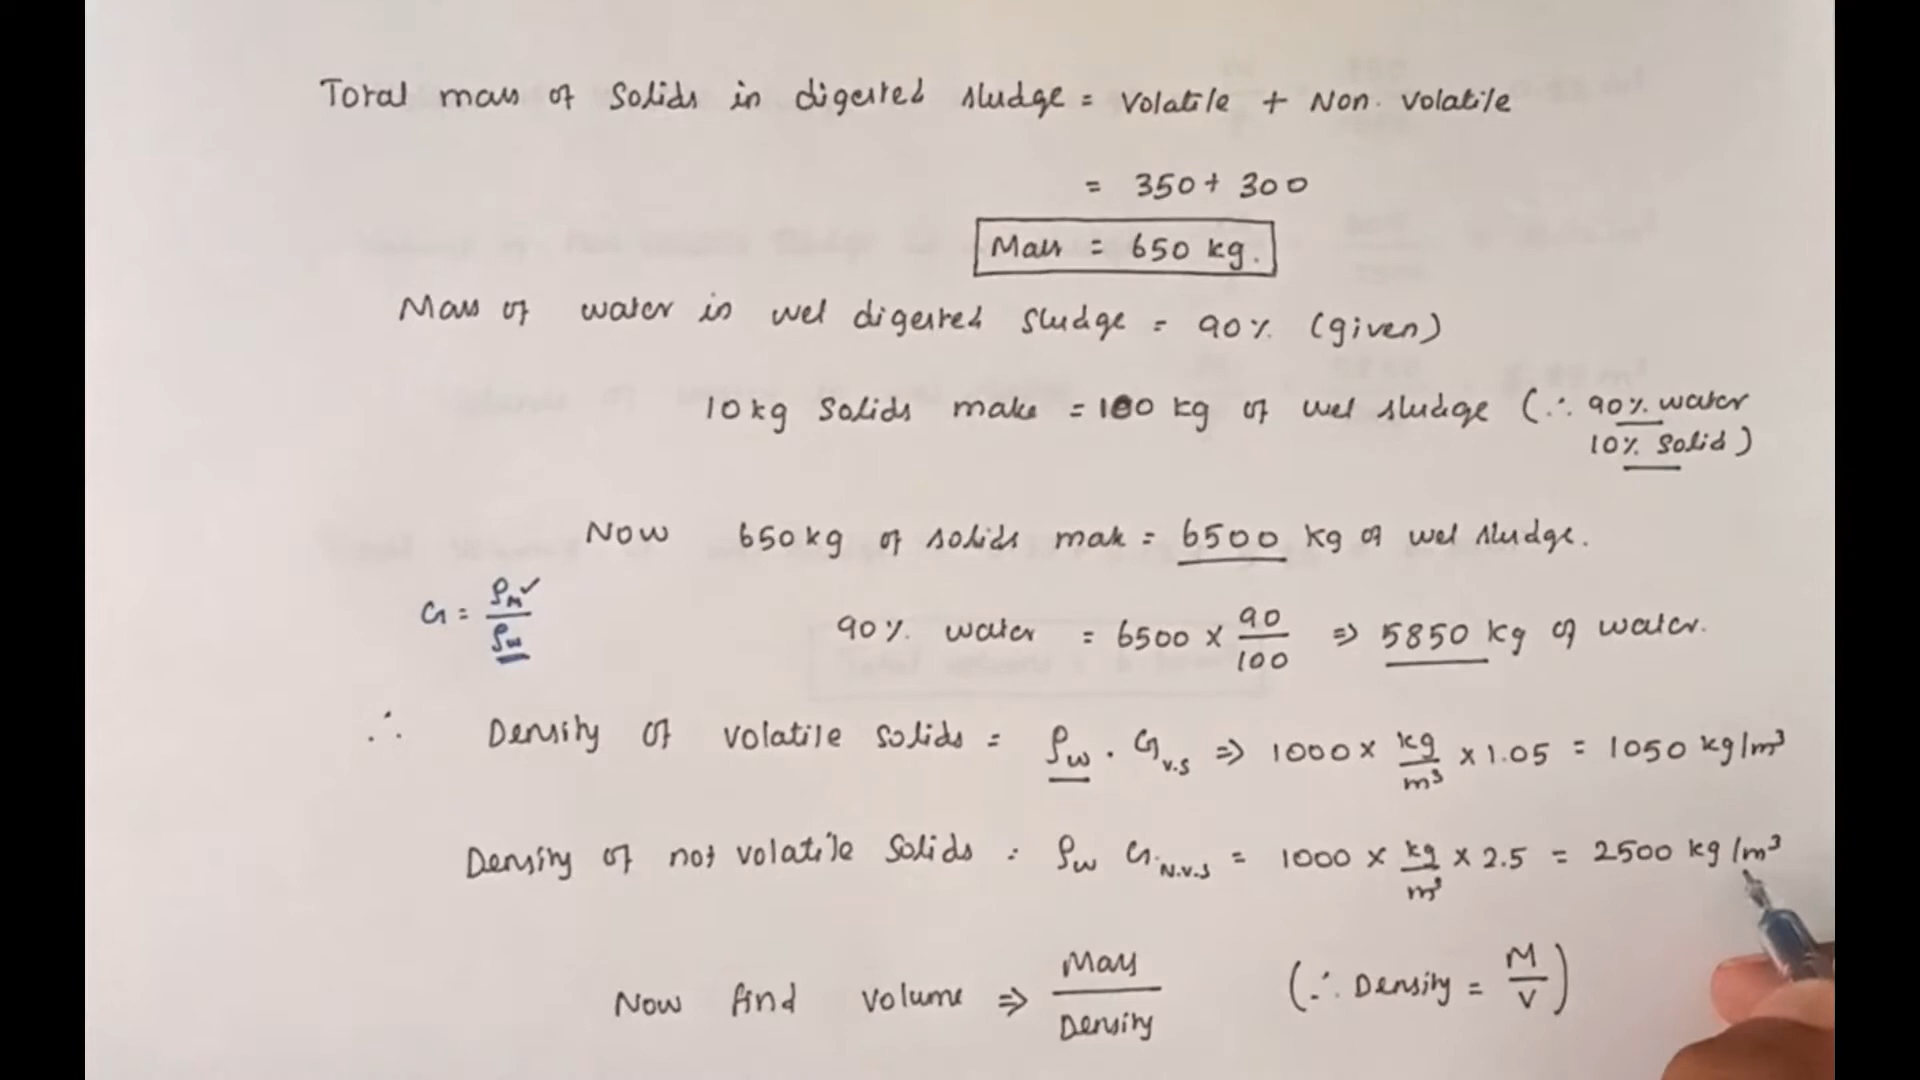 Total mass of solids in digested sludge = Volatile + Non. Volatile
= 350 + 300
Mass = 650 kg.
Mass of water in wet digested sludge = 90% (given)
10 kg solids make = 100 kg of wet sludge (∵ 90% water
10% solid)
Now 650 kg of solids mak = 6500 kg of wet sludge.
G = ρM / ρw
90% water = 6500 × 90/100 ⇒ 5850 kg of water.
∴ Density of volatile solids = ρw . G V.S ⇒ 1000 × kg/m³ × 1.05 = 1050 kg/m³
Density of not volatile solids = ρw G N.V.S = 1000 × kg/m³ × 2.5 = 2500 kg/m³
Now find volume ⇒ Mass/Density (∵ Density = M/V)